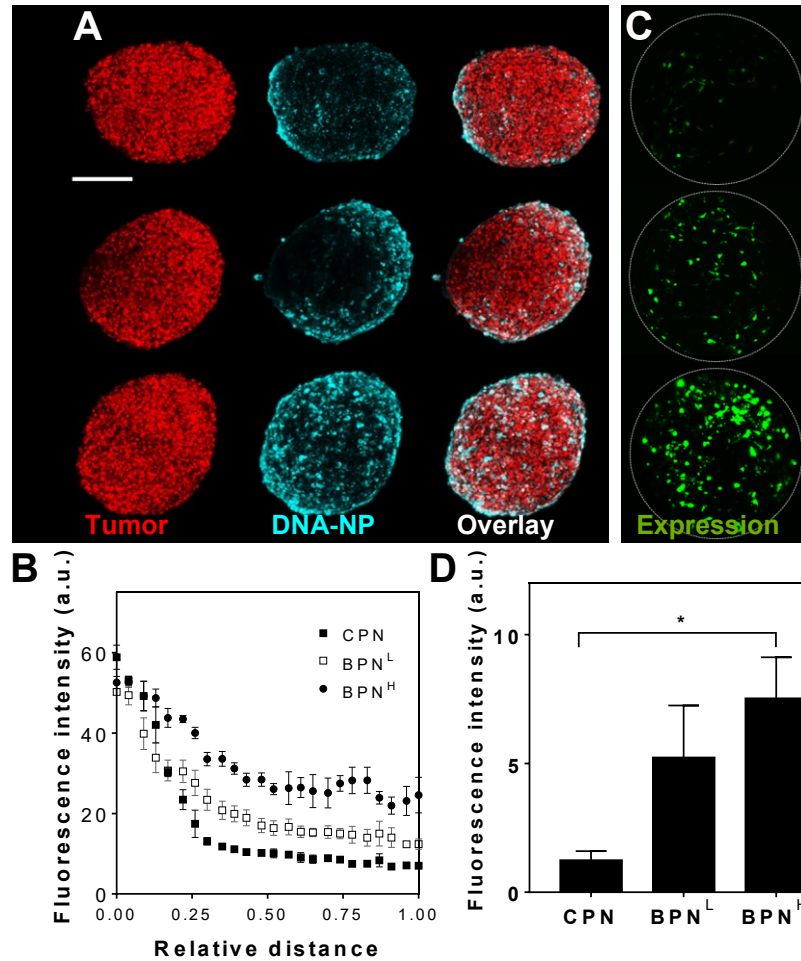 A
C
Tumor
DNA-NP
Overlay
Expression
B
Fluorescence intensity (a.u.)
60
40
20
0
CPN
BPN^L
BPN^H
0.00
0.25
0.50
0.75
1.00
Relative distance
D
Fluorescence intensity (a.u.)
10
5
0
*
CPN
BPN^L
BPN^H